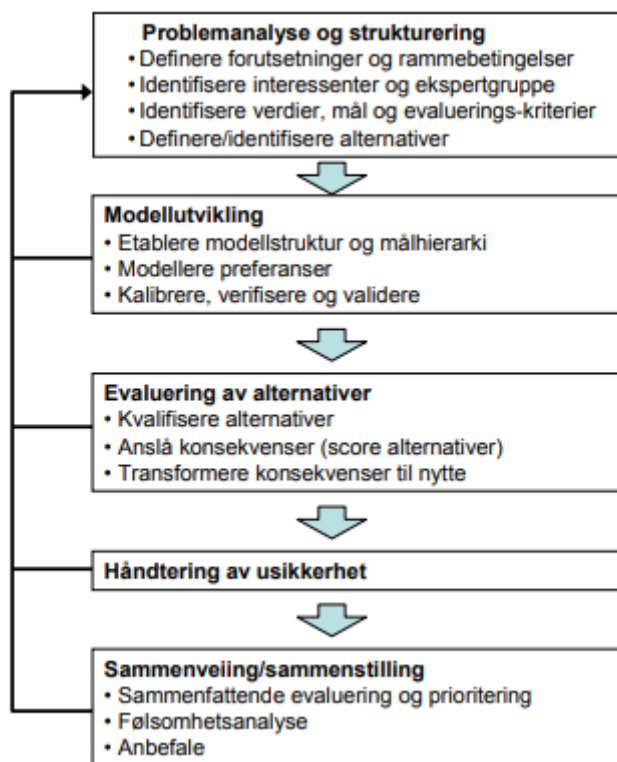 Problemanalyse og strukturering
• Definere forutsetninger og rammebetingelser
• Identifisere interessenter og ekspertgruppe
• Identifisere verdier, mål og evaluerings-kriterier
• Definere/identifisere alternativer
Modellutvikling
• Etablere modellstruktur og målhierarki
• Modellere preferanser
• Kalibrere, verifisere og validere
Evaluering av alternativer
• Kvalifisere alternativer
• Anslå konsekvenser (score alternativer)
• Transformere konsekvenser til nytte
Håndtering av usikkerhet
Sammenveiing/sammenstilling
• Sammenfattende evaluering og prioritering
• Følsomhetsanalyse
• Anbefale